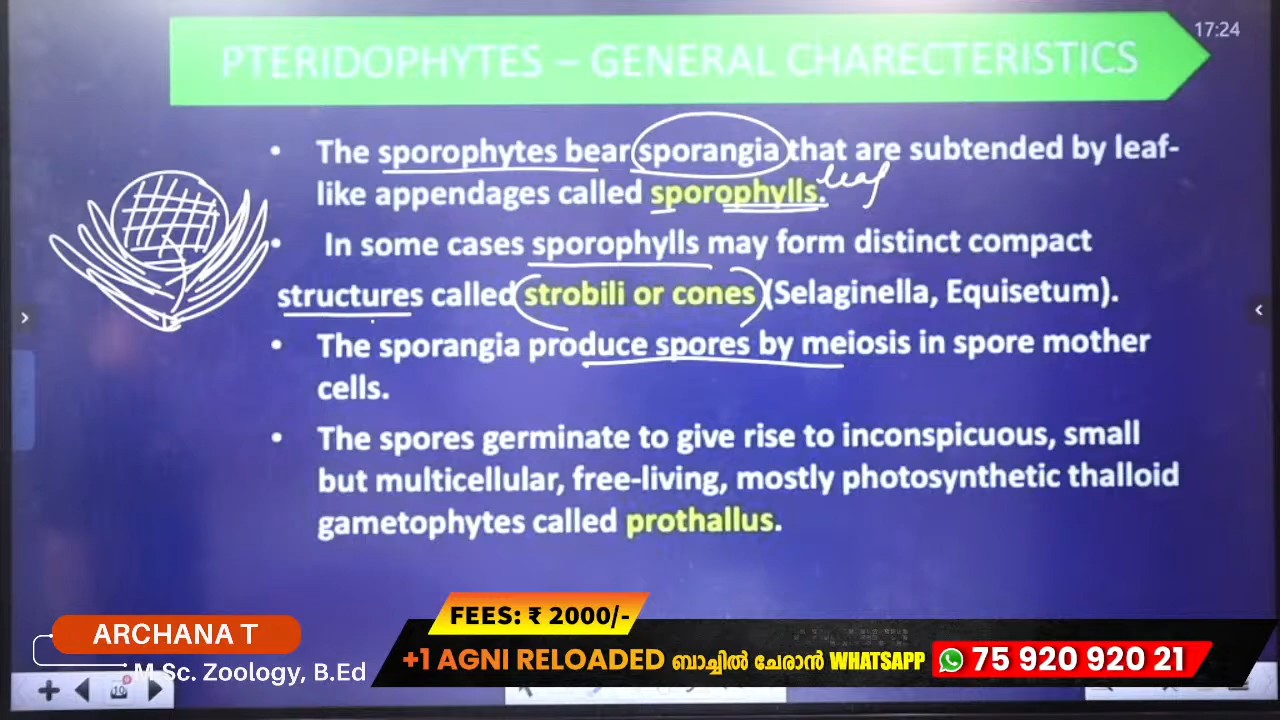 17:24
PTERIDOPHYTES – GENERAL CHARECTERISTICS
• The sporophytes bear sporangia that are subtended by leaf-
like appendages called sporophylls. leaf
• In some cases sporophylls may form distinct compact
structures called strobili or cones (Selaginella, Equisetum).
• The sporangia produce spores by meiosis in spore mother
cells.
• The spores germinate to give rise to inconspicuous, small
but multicellular, free-living, mostly photosynthetic thalloid
gametophytes called prothallus.
FEES: ₹ 2000/-
ARCHANA T
M Sc. Zoology, B.Ed
+1 AGNI RELOADED ബാച്ചിൽ ചേരാൻ WHATSAPP 75 920 920 21
19